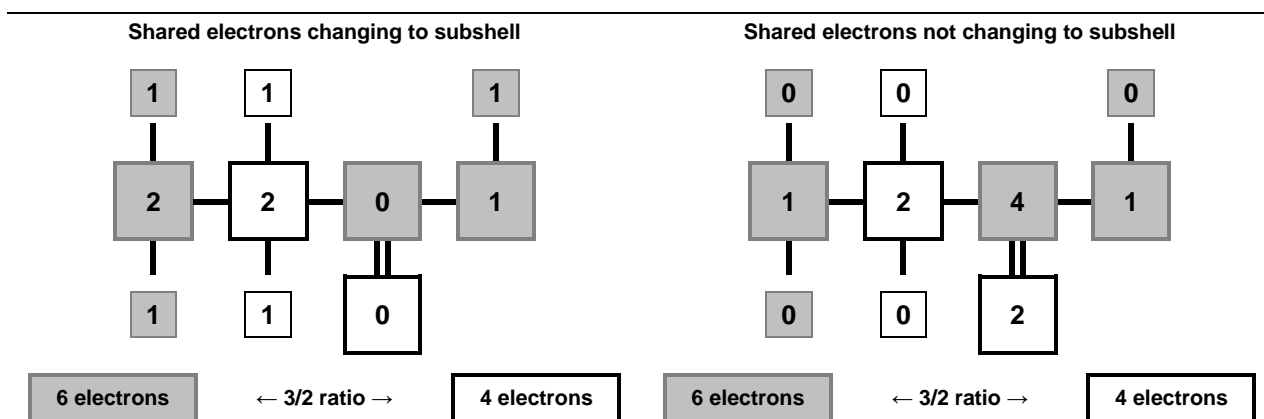 Shared electrons changing to subshell
Shared electrons not changing to subshell
1 1 1
0 0 0
2 2 0 1
1 2 4 1
1 1 0
0 0 2
6 electrons ← 3/2 ratio → 4 electrons
6 electrons ← 3/2 ratio → 4 electrons